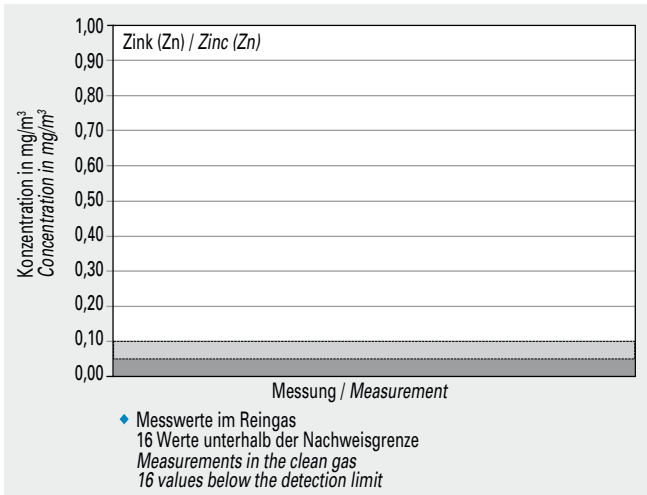 Zink (Zn) / Zinc (Zn)
Konzentration in mg/m³
Concentration in mg/m³
1,00
0,90
0,80
0,70
0,60
0,50
0,40
0,30
0,20
0,10
0,00
Messung / Measurement
Messwerte im Reingas
16 Werte unterhalb der Nachweisgrenze
Measurements in the clean gas
16 values below the detection limit